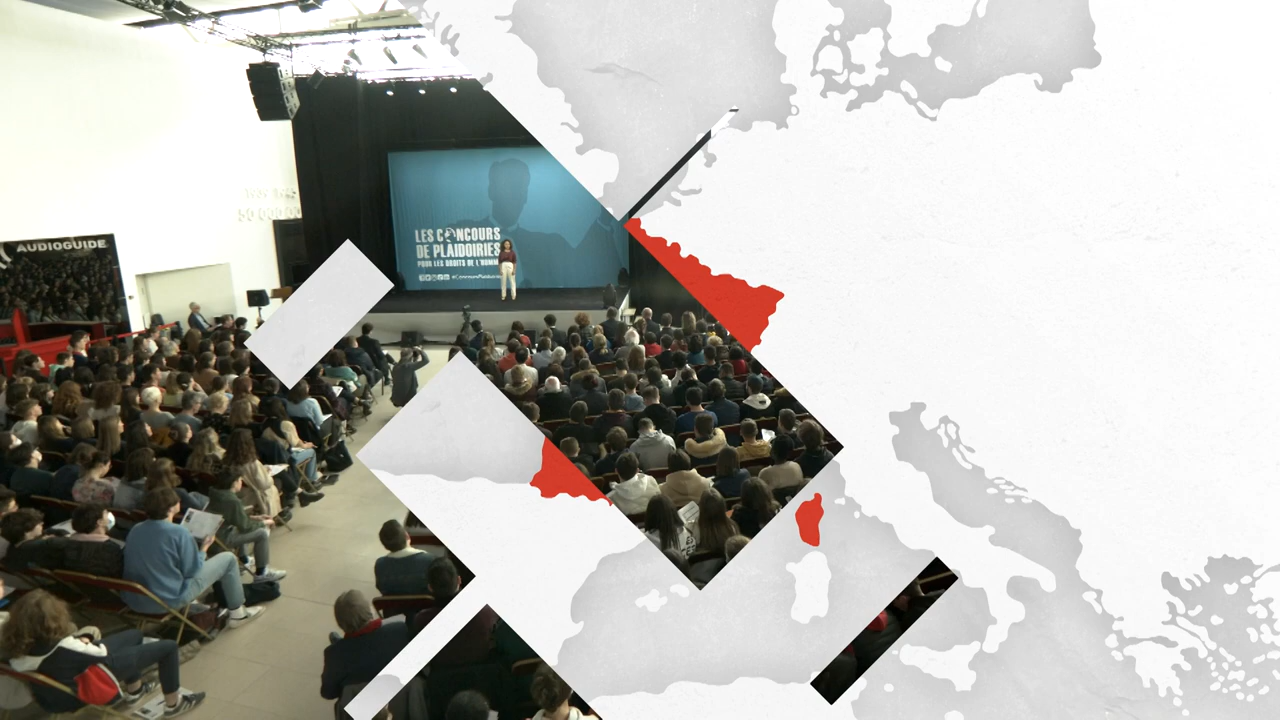 AUDIOGUIDE
LES CONCOURS
DE PLAIDOIRIES
POUR LES DROITS DE L'HOMME